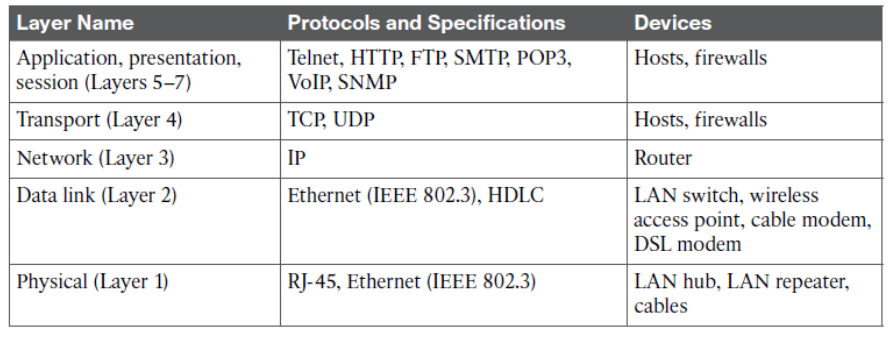 Layer Name Protocols and Specifications Devices
Application, presentation, Telnet, HTTP, FTP, SMTP, POP3, Hosts, firewalls
session (Layers 5–7) VoIP, SNMP
Transport (Layer 4) TCP, UDP Hosts, firewalls
Network (Layer 3) IP Router
Data link (Layer 2) Ethernet (IEEE 802.3), HDLC LAN switch, wireless
access point, cable modem,
DSL modem
Physical (Layer 1) RJ-45, Ethernet (IEEE 802.3) LAN hub, LAN repeater,
cables